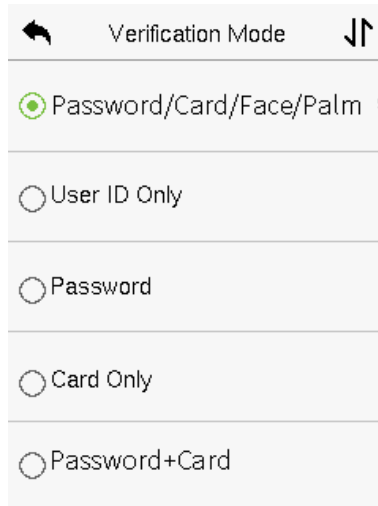 Verification Mode
Password/Card/Face/Palm
User ID Only
Password
Card Only
Password+Card